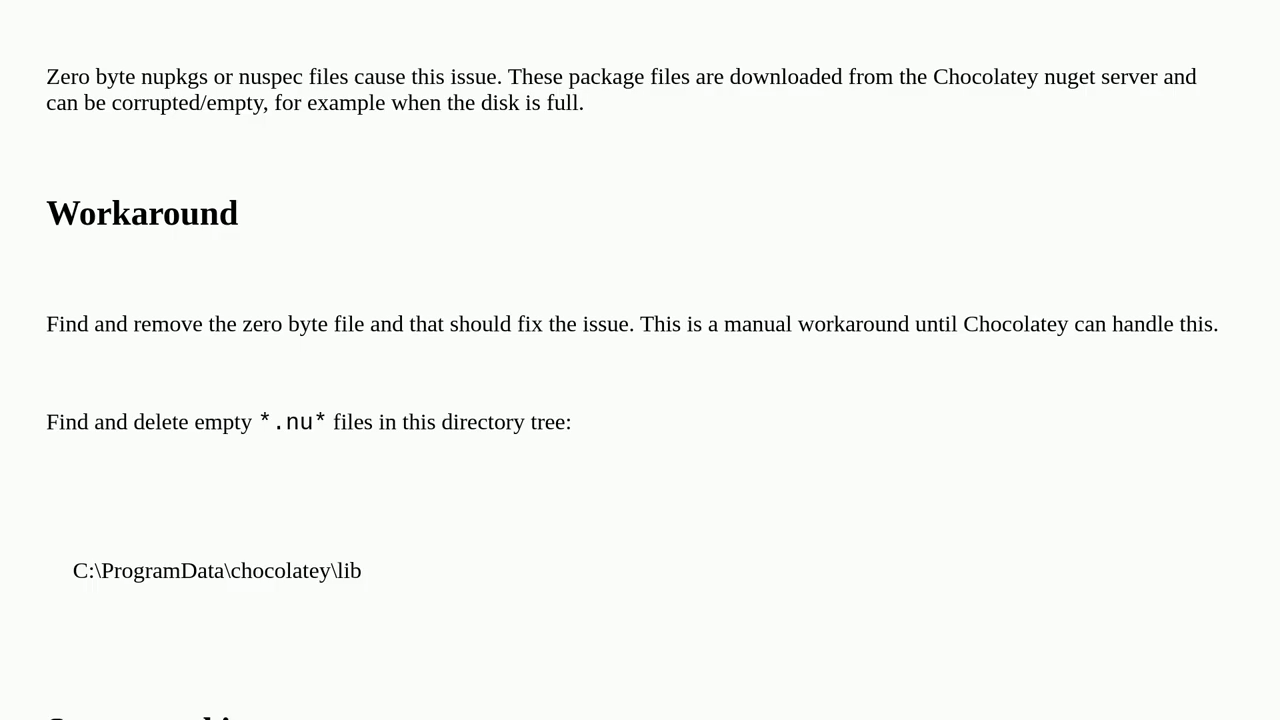 Zero byte nupkgs or nuspec files cause this issue. These package files are downloaded from the Chocolatey nuget server and
can be corrupted/empty, for example when the disk is full.
Workaround
Find and remove the zero byte file and that should fix the issue. This is a manual workaround until Chocolatey can handle this.
Find and delete empty *.nu* files in this directory tree:
C:\ProgramData\chocolatey\lib